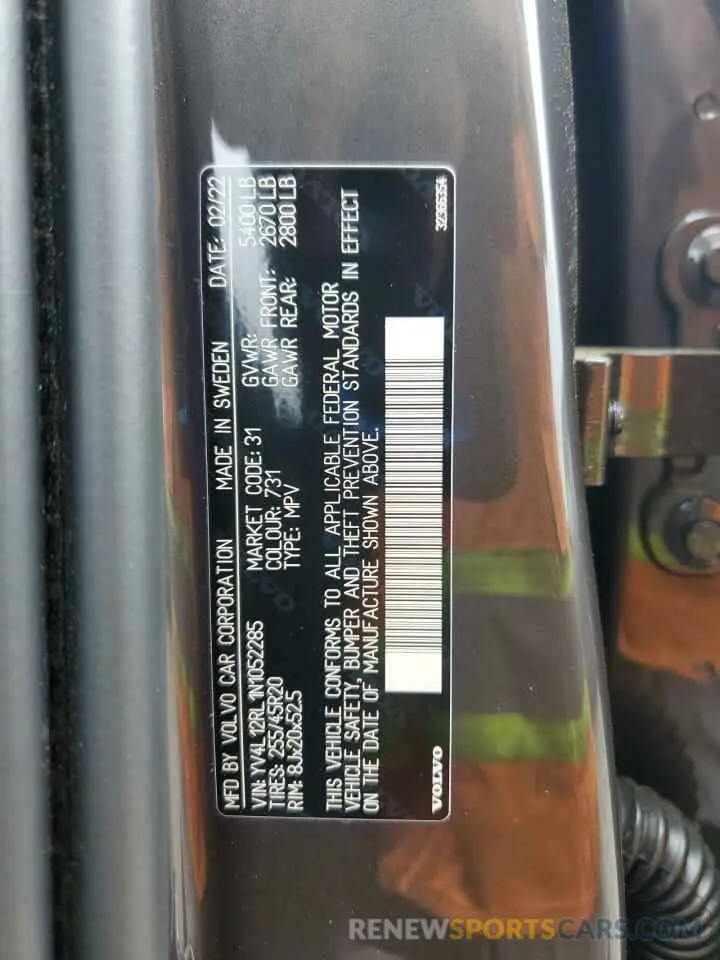 MFD BY VOLVO CAR CORPORATION MADE IN SWEDEN DATE: 02/22
VIN: YV4L12RL1N1052285 MARKET CODE: 31 GVWR: 5400 LB
TIRES: 255/45R20 COLOUR: 731 GAWR FRONT: 2670 LB
RIM: 8Jx20x52.5 TYPE: MPV GAWR REAR: 2800 LB
THIS VEHICLE CONFORMS TO ALL APPLICABLE FEDERAL MOTOR
VEHICLE SAFETY, BUMPER AND THEFT PREVENTION STANDARDS IN EFFECT
ON THE DATE OF MANUFACTURE SHOWN ABOVE.
VOLVO 32366354
RENEWSPORTSCARS.COM